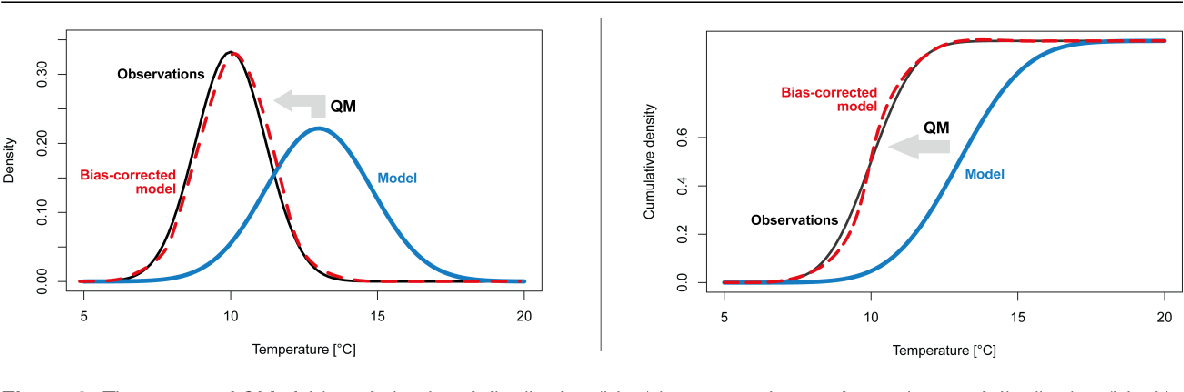 Observations
QM
Bias-corrected
model
Model
Density
0.00
0.10
0.20
0.30
5
10
15
20
Temperature [°C]
Bias-corrected
model
QM
Model
Observations
Cumulative density
0.0
0.2
0.4
0.6
5
10
15
20
Temperature [°C]